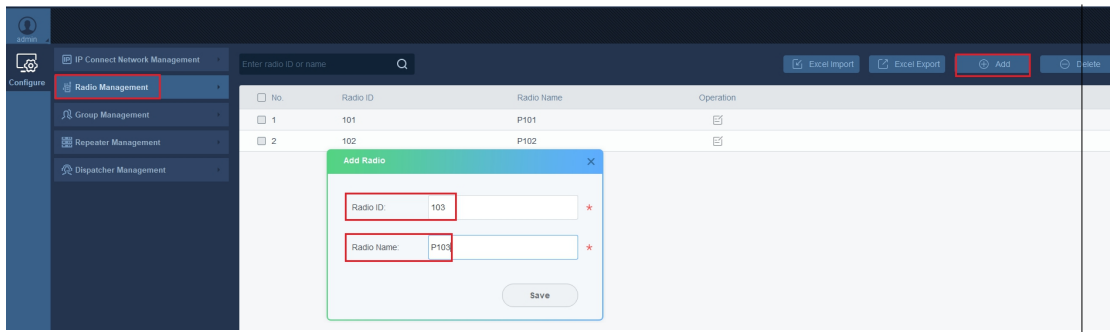 admin
Configure
IP Connect Network Management
Radio Management
Group Management
Repeater Management
Dispatcher Management
Enter radio ID or name
Excel Import
Excel Export
Add
Delete
No. Radio ID Radio Name Operation
1 101 P101
2 102 P102
Add Radio
Radio ID: 103 *
Radio Name: P103 *
Save